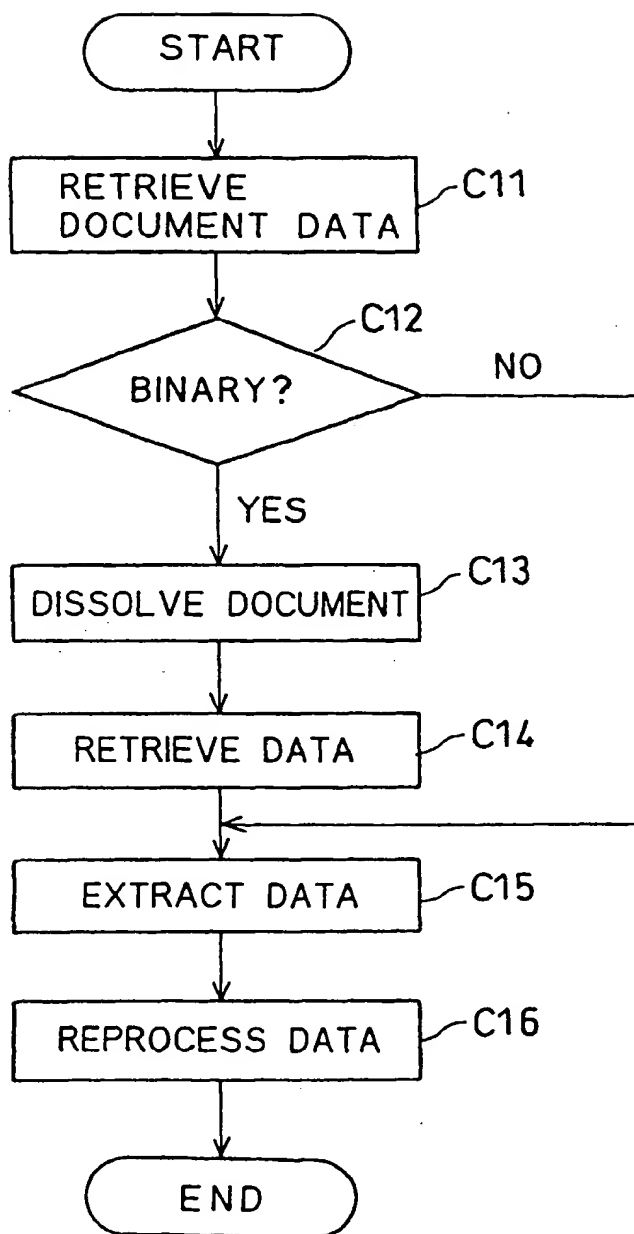 START
RETRIEVE
DOCUMENT DATA
C11
C12
BINARY?
NO
YES
C13
DISSOLVE DOCUMENT
C14
RETRIEVE DATA
C15
EXTRACT DATA
C16
REPROCESS DATA
END